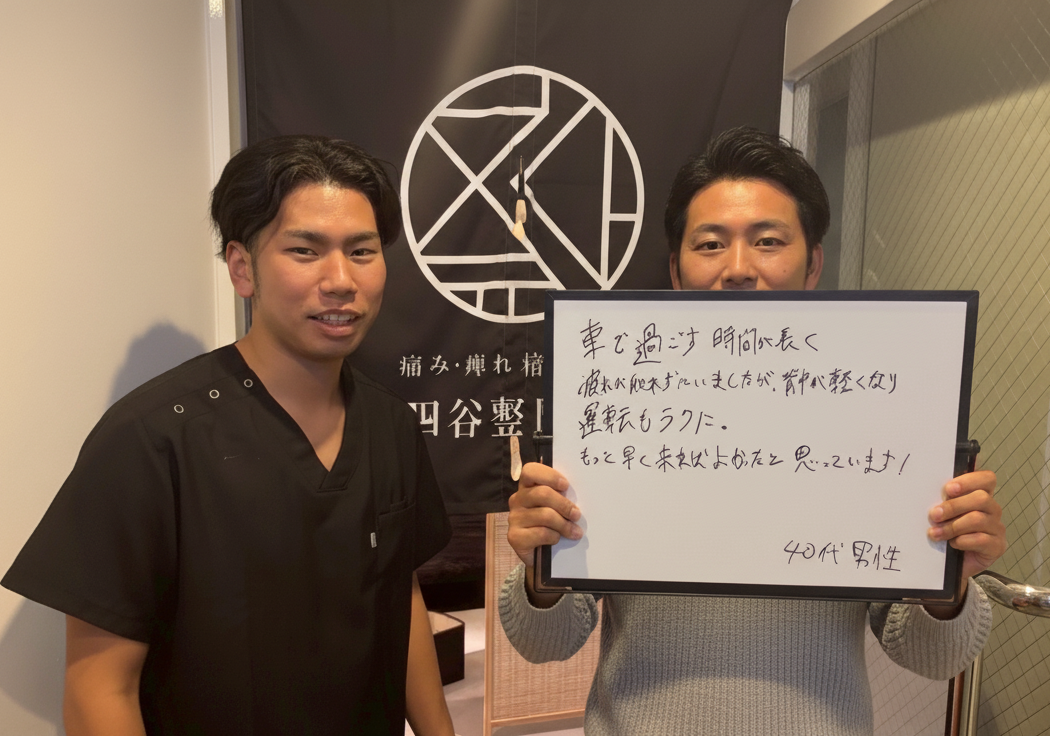 痛み·痺れ
四谷整
車で過ごす時間が長く
疲れが取れずにいましたが、背中が軽くなり
運転もラクに。
もっと早く来ればよかったと思っています!
40代 男性